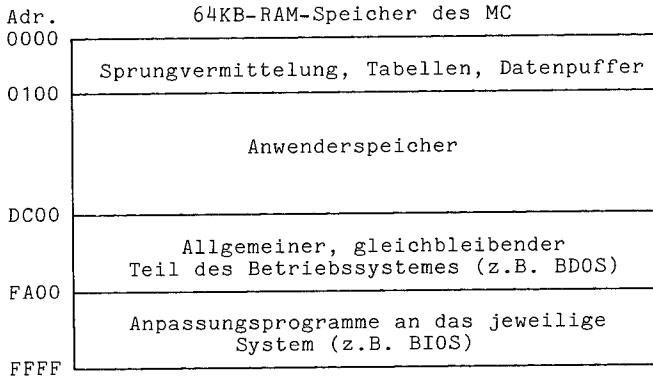 Adr. 64KB-RAM-Speicher des MC
0000
Sprungvermittelung, Tabellen, Datenpuffer
0100
Anwenderspeicher
DC00
Allgemeiner, gleichbleibender
Teil des Betriebssystemes (z.B. BDOS)
FA00
Anpassungsprogramme an das jeweilige
System (z.B. BIOS)
FFFF